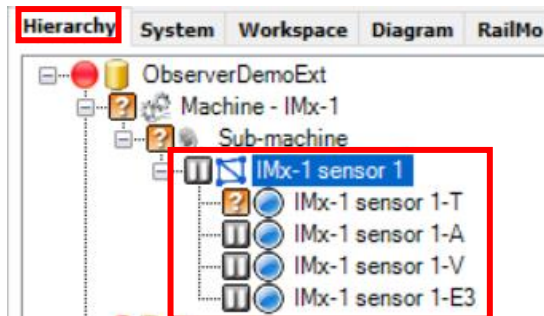 Hierarchy System Workspace Diagram RailMo
ObserverDemoExt
Machine - IMx-1
Sub-machine
IMx-1 sensor 1
IMx-1 sensor 1-T
IMx-1 sensor 1-A
IMx-1 sensor 1-V
IMx-1 sensor 1-E3